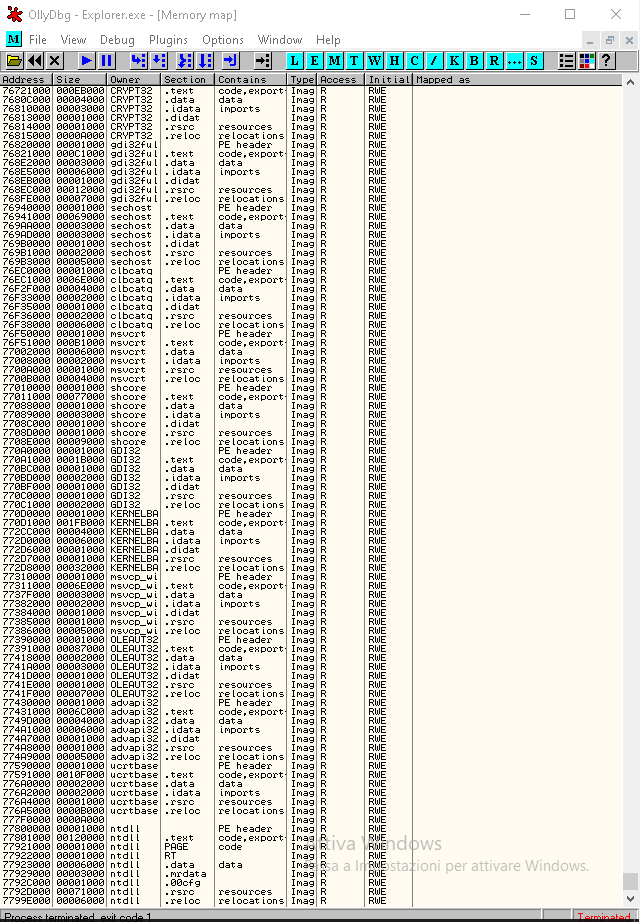 OllyDbg - Explorer.exe - [Memory map]
M File View Debug Plugins Options Window Help
L E M T W H C / K B R ... S ?
Address Size Owner Section Contains Type Access Initial Mapped as
76721000 000EB000 CRYPT32 .text code,export Imag R RWE
7680C000 00004000 CRYPT32 .data data Imag R RWE
76810000 00003000 CRYPT32 .idata imports Imag R RWE
76813000 00001000 CRYPT32 .didat Imag R RWE
76814000 00001000 CRYPT32 .rsrc resources Imag R RWE
76815000 0000A000 CRYPT32 .reloc relocations Imag R RWE
76820000 00001000 gdi32ful PE header Imag R RWE
76821000 000C1000 gdi32ful .text code,export Imag R RWE
768E2000 00003000 gdi32ful .data data Imag R RWE
768E5000 00006000 gdi32ful .idata imports Imag R RWE
768EB000 00001000 gdi32ful .didat Imag R RWE
768EC000 00012000 gdi32ful .rsrc resources Imag R RWE
768FE000 00007000 gdi32ful .reloc relocations Imag R RWE
76940000 00001000 sechost PE header Imag R RWE
76941000 00069000 sechost .text code,export Imag R RWE
769AA000 00003000 sechost .data data Imag R RWE
769AD000 00003000 sechost .idata imports Imag R RWE
769B0000 00001000 sechost .didat Imag R RWE
769B1000 00002000 sechost .rsrc resources Imag R RWE
769B3000 00005000 sechost .reloc relocations Imag R RWE
76EC0000 00001000 clbcatq PE header Imag R RWE
76EC1000 0006E000 clbcatq .text code,export Imag R RWE
76F2F000 00004000 clbcatq .data data Imag R RWE
76F33000 00002000 clbcatq .idata imports Imag R RWE
76F35000 00001000 clbcatq .didat Imag R RWE
76F36000 00002000 clbcatq .rsrc resources Imag R RWE
76F38000 00006000 clbcatq .reloc relocations Imag R RWE
76F50000 00001000 msvcrt PE header Imag R RWE
76F51000 000B1000 msvcrt .text code,export Imag R RWE
77002000 00006000 msvcrt .data data Imag R RWE
77008000 00002000 msvcrt .idata imports Imag R RWE
7700A000 00001000 msvcrt .rsrc resources Imag R RWE
7700B000 00004000 msvcrt .reloc relocations Imag R RWE
77010000 00001000 shcore PE header Imag R RWE
77011000 00077000 shcore .text code,export Imag R RWE
77088000 00001000 shcore .data data Imag R RWE
77089000 00003000 shcore .idata imports Imag R RWE
7708C000 00001000 shcore .didat Imag R RWE
7708D000 00001000 shcore .rsrc resources Imag R RWE
7708E000 00009000 shcore .reloc relocations Imag R RWE
770A0000 00001000 GDI32 PE header Imag R RWE
770A1000 0001B000 GDI32 .text code,export Imag R RWE
770BC000 00001000 GDI32 .data data Imag R RWE
770BD000 00002000 GDI32 .idata imports Imag R RWE
770BF000 00001000 GDI32 .didat Imag R RWE
770C0000 00001000 GDI32 .rsrc resources Imag R RWE
770C1000 00002000 GDI32 .reloc relocations Imag R RWE
770D0000 00001000 KERNELBA PE header Imag R RWE
770D1000 001FB000 KERNELBA .text code,export Imag R RWE
772CC000 00004000 KERNELBA .data data Imag R RWE
772D0000 00006000 KERNELBA .idata imports Imag R RWE
772D6000 00001000 KERNELBA .didat Imag R RWE
772D7000 00001000 KERNELBA .rsrc resources Imag R RWE
772D8000 00032000 KERNELBA .reloc relocations Imag R RWE
77310000 00001000 msvcp_wi PE header Imag R RWE
77311000 0006E000 msvcp_wi .text code,export Imag R RWE
7737F000 00003000 msvcp_wi .data data Imag R RWE
77382000 00002000 msvcp_wi .idata imports Imag R RWE
77384000 00001000 msvcp_wi .didat Imag R RWE
77385000 00001000 msvcp_wi .rsrc resources Imag R RWE
77386000 00005000 msvcp_wi .reloc relocations Imag R RWE
77390000 00001000 OLEAUT32 PE header Imag R RWE
77391000 00087000 OLEAUT32 .text code,export Imag R RWE
77418000 00002000 OLEAUT32 .data data Imag R RWE
7741A000 00003000 OLEAUT32 .idata imports Imag R RWE
7741D000 00001000 OLEAUT32 .didat Imag R RWE
7741E000 00001000 OLEAUT32 .rsrc resources Imag R RWE
7741F000 00007000 OLEAUT32 .reloc relocations Imag R RWE
77430000 00001000 advapi32 PE header Imag R RWE
77431000 0006C000 advapi32 .text code,export Imag R RWE
7749D000 00004000 advapi32 .data data Imag R RWE
774A1000 00006000 advapi32 .idata imports Imag R RWE
774A7000 00001000 advapi32 .didat Imag R RWE
774A8000 00001000 advapi32 .rsrc resources Imag R RWE
774A9000 00005000 advapi32 .reloc relocations Imag R RWE
77590000 00001000 ucrtbase PE header Imag R RWE
77591000 0010F000 ucrtbase .text code,export Imag R RWE
776A0000 00002000 ucrtbase .data data Imag R RWE
776A2000 00002000 ucrtbase .idata imports Imag R RWE
776A4000 00001000 ucrtbase .rsrc resources Imag R RWE
776A5000 0000B000 ucrtbase .reloc relocations Imag R RWE
777F0000 0000A000 Imag R RWE
77800000 00001000 ntdll PE header Imag R RWE
77801000 00120000 ntdll .text code,export Imag R RWE
77921000 00001000 ntdll PAGE code Imag R RWE
77922000 00001000 ntdll RT Imag R RWE
77923000 00006000 ntdll .data data Imag R RWE
77929000 00003000 ntdll .mrdata Imag R RWE
ntdll .00cfg Imag R RWE
7792D000 00071000 ntdll .rsrc resources Imag R RWE
7799E000 00006000 ntdll .reloc relocations Imag R RWE
Windows
a Impostazioni per attivare Windows.
Process terminated, exit code 1 Terminated